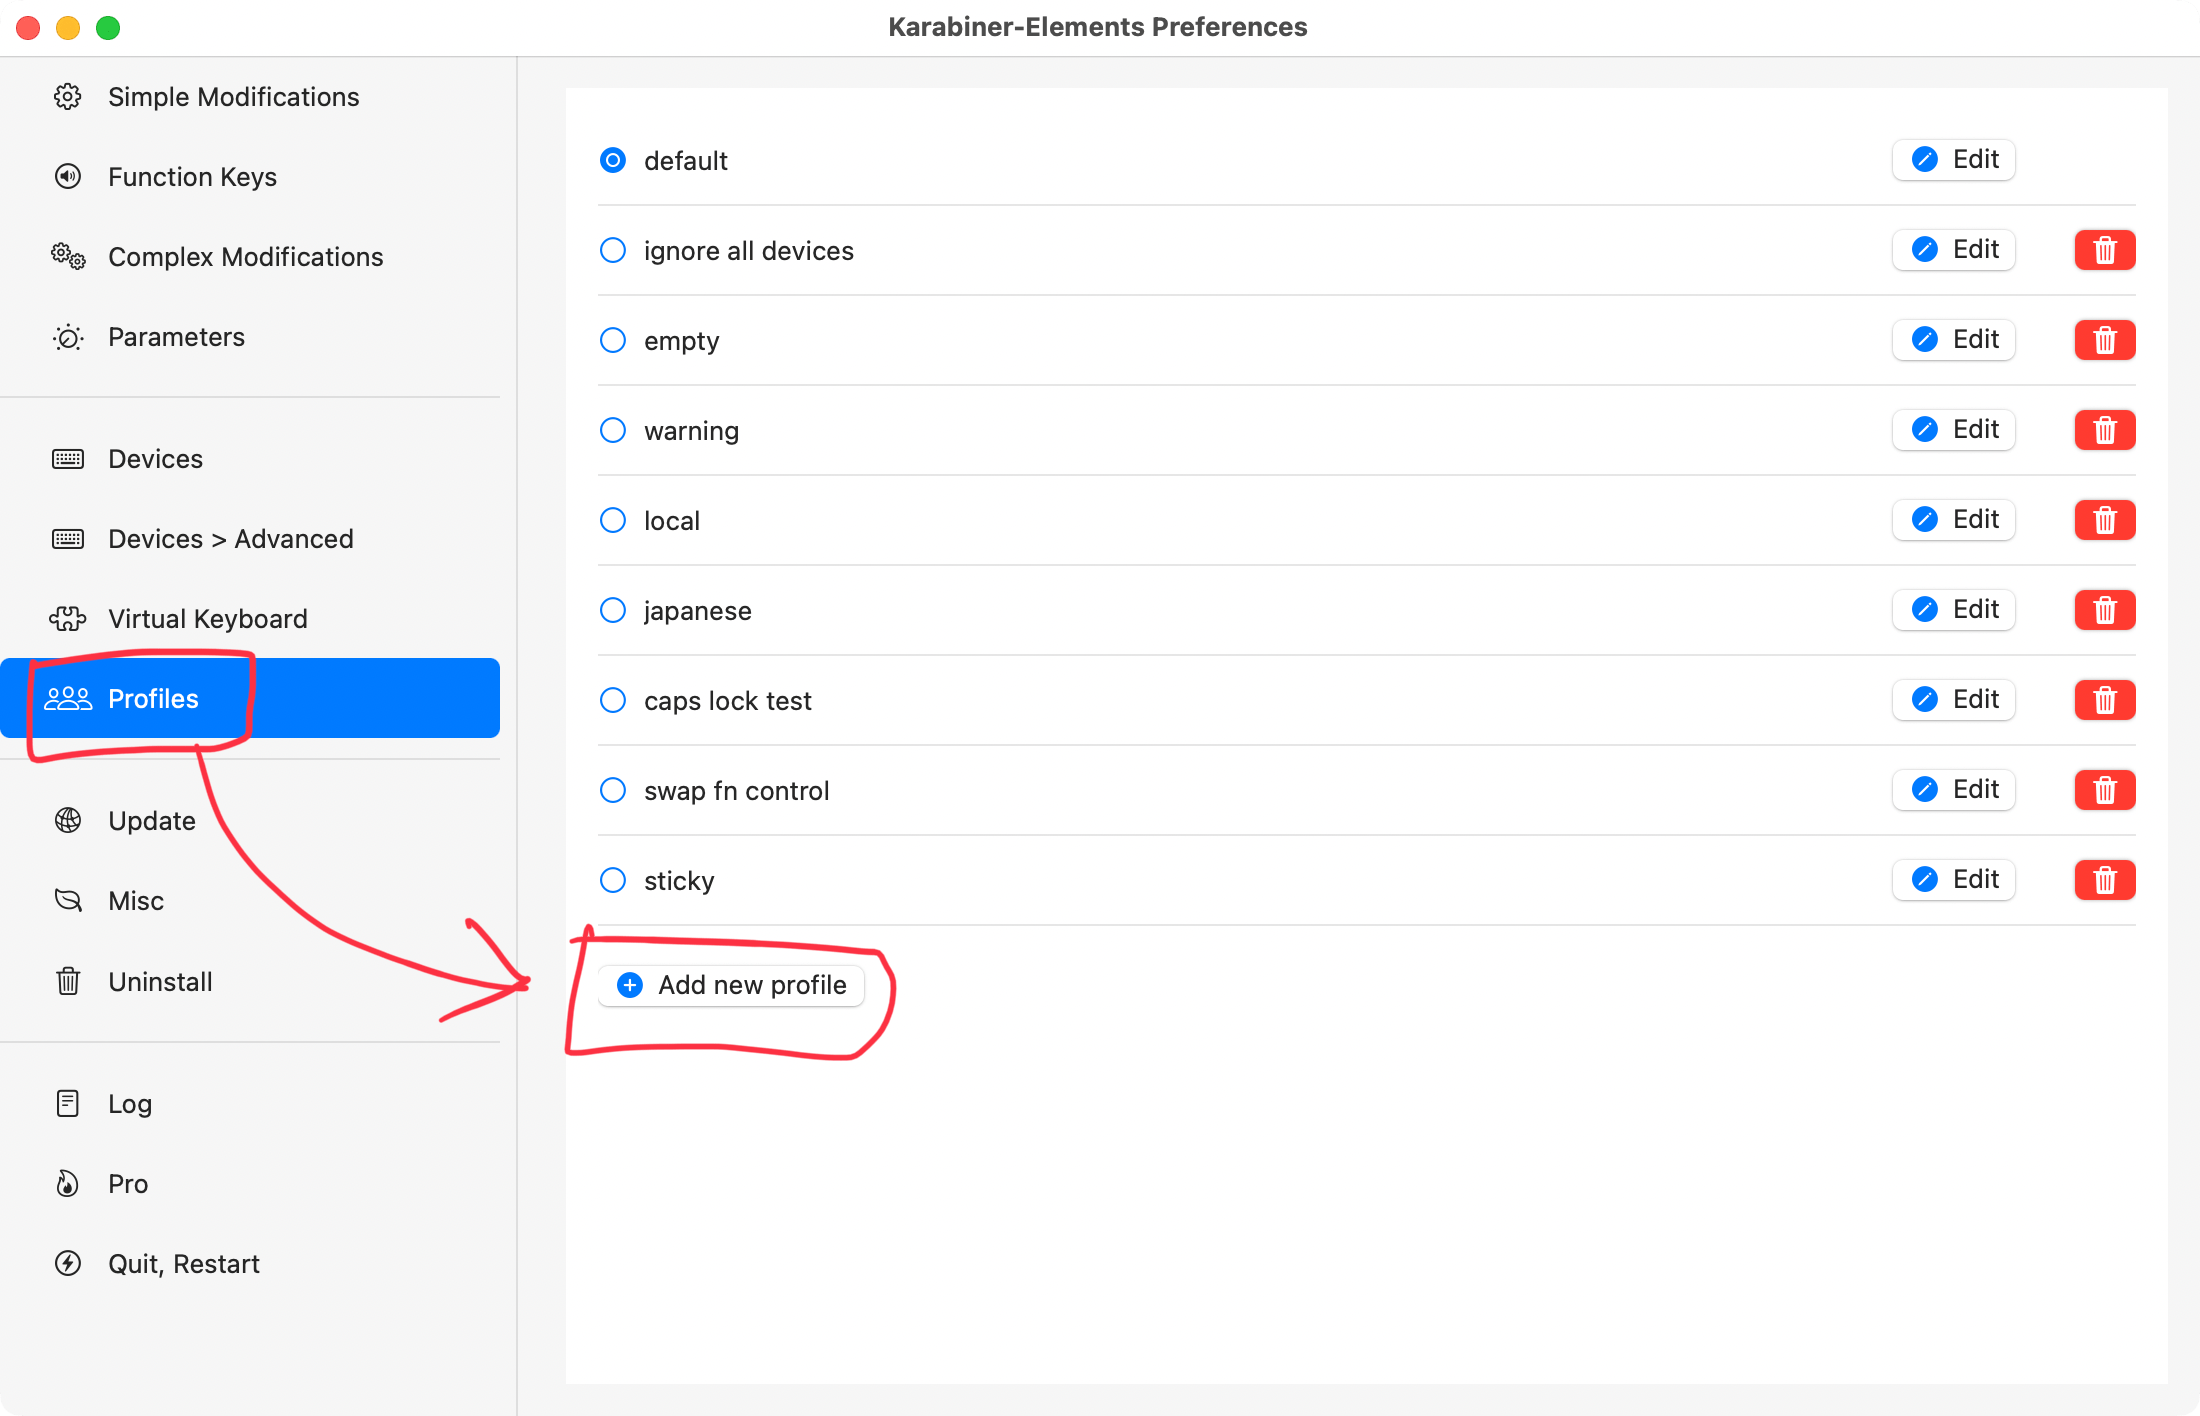 Karabiner-Elements Preferences
Simple Modifications
Function Keys
Complex Modifications
Parameters
Devices
Devices > Advanced
Virtual Keyboard
Profiles
Update
Misc
Uninstall
Log
Pro
Quit, Restart
default Edit
ignore all devices Edit
empty Edit
warning Edit
local Edit
japanese Edit
caps lock test Edit
swap fn control Edit
sticky Edit
Add new profile